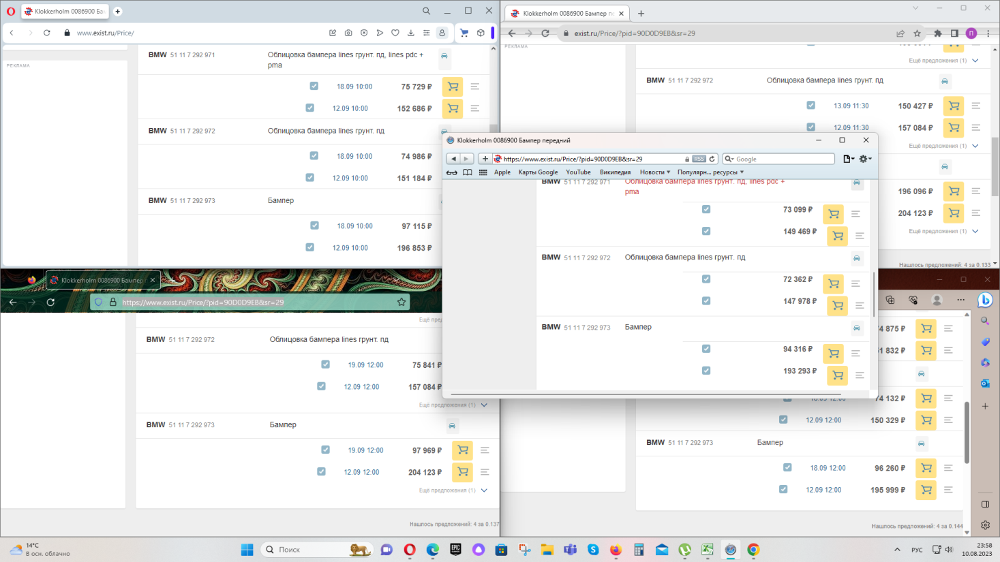 Klokkerholm 0086900 Ба
www.exist.ru/Price/
РЕКЛАМА
BMW 51 11 7 292 971 Облицовка бампера lines грунт. пд, lines pdc +
pma
18.09 10:00 75 729 ₽
12.09 10:00 152 686 ₽
BMW 51 11 7 292 972 Облицовка бампера lines грунт. пд
18.09 10:00 74 986 ₽
12.09 10:00 151 184 ₽
BMW 51 11 7 292 973 Бампер
18.09 10:00 97 115 ₽
12.09 10:00 196 853 ₽
Klokkerholm 0086900 Бампер пе
exist.ru/Price/?pid=90D0D9EB&sr=29
П
РЕКЛАМА
Ещё предложения (1)
BMW 51 11 7 292 972 Облицовка бампера lines грунт. пд
13.09 11:30 150 427 ₽
12.09 11:30 157 084 ₽
Ещё предложения (1)
196 096 ₽
204 123 ₽
Ещё предложения (1)
Нашлось предложений: 4 за 0.133
Klokkerholm 0086900 Бампер передний
https://www.exist.ru/Price/?pid=90D0D9EB&sr=29 RSS Google
Apple Карты Google YouTube Википедия Новости Популярн... ресурсы
BMW 51 11 7 292 971 Облицовка бампера lines грунт. пд, lines pdc +
pma
73 099 ₽
149 469 ₽
BMW 51 11 7 292 972 Облицовка бампера lines грунт. пд
72 362 ₽
147 978 ₽
BMW 51 11 7 292 973 Бампер
94 316 ₽
193 293 ₽
Klokkerholm 0086900 Бампер
https://www.exist.ru/Price/?pid=90D0D9EB&sr=29
Ещё пред
BMW 51 11 7 292 972 Облицовка бампера lines грунт. пд
19.09 12:00 75 841 ₽
12.09 12:00 157 084 ₽
Ещё предложения (1)
BMW 51 11 7 292 973 Бампер
19.09 12:00 97 969 ₽
12.09 12:00 204 123 ₽
Ещё предложения (1)
Нашлось предложений: 4 за 0.137
4 875 ₽
1 832 ₽
18.09 12:00 74 132 ₽
12.09 12:00 150 329 ₽
BMW 51 11 7 292 973 Бампер
18.09 12:00 96 260 ₽
12.09 12:00 195 999 ₽
Нашлось предложений: 4 за 0.144
14°C
В осн. облачно
Поиск
РУС
23:58
10.08.2023